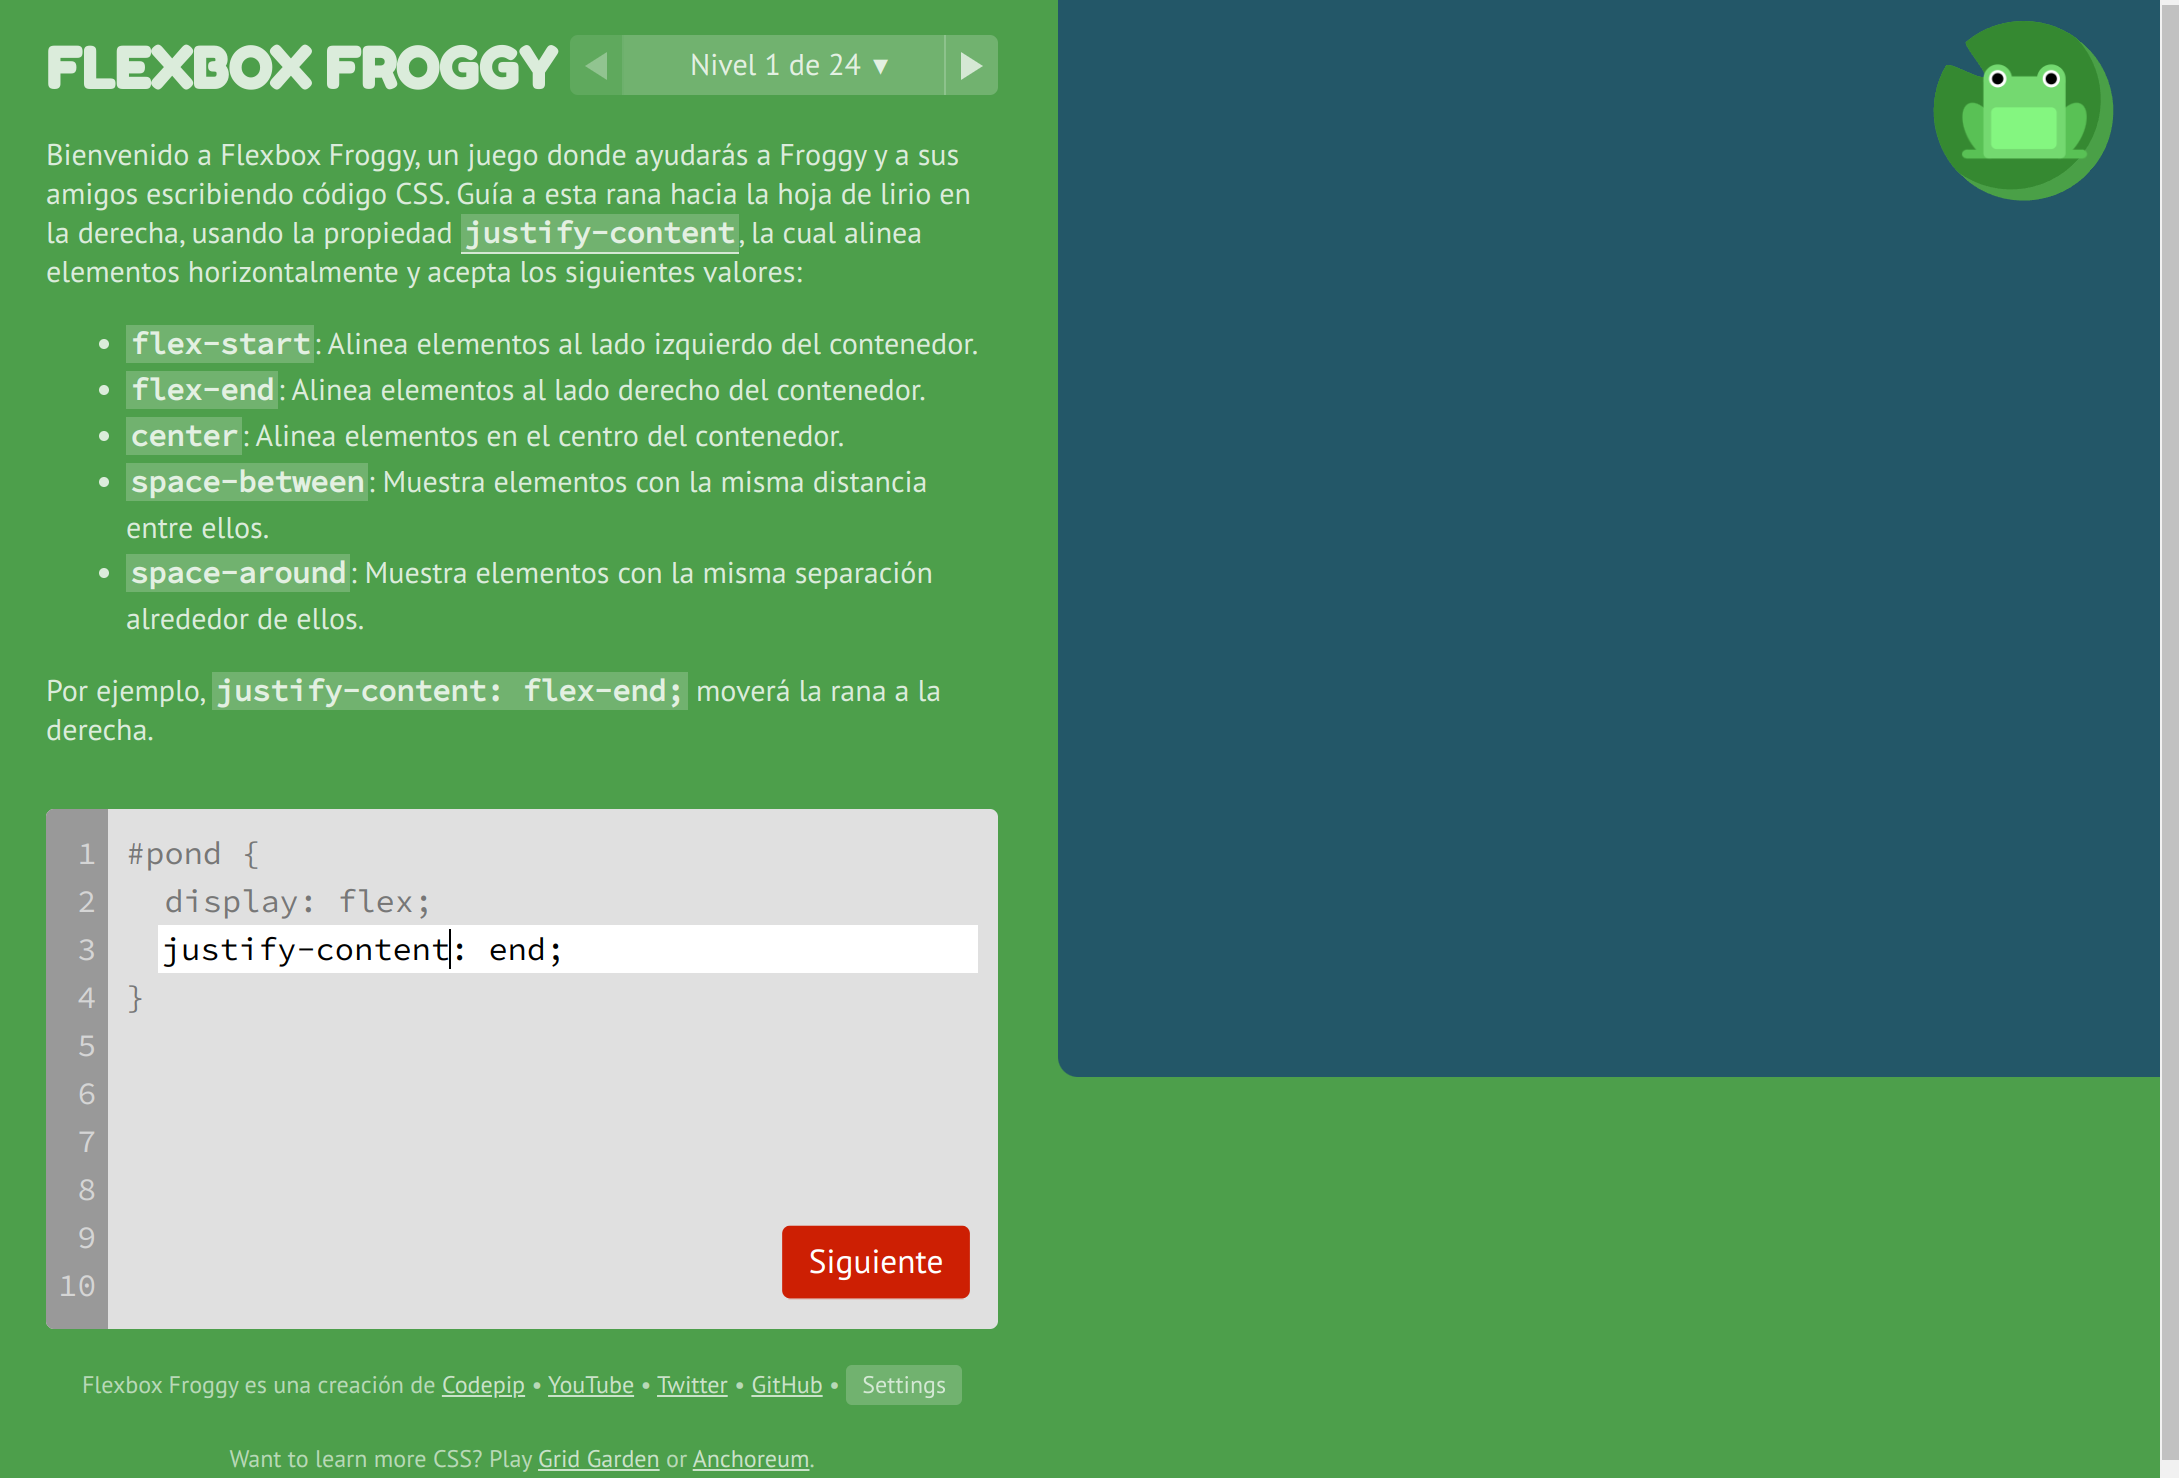 FLEXBOX FROGGY
Nivel 1 de 24 ▼
Bienvenido a Flexbox Froggy, un juego donde ayudarás a Froggy y a sus
amigos escribiendo código CSS. Guía a esta rana hacia la hoja de lirio en
la derecha, usando la propiedad justify-content, la cual alinea
elementos horizontalmente y acepta los siguientes valores:
• flex-start: Alinea elementos al lado izquierdo del contenedor.
• flex-end: Alinea elementos al lado derecho del contenedor.
• center: Alinea elementos en el centro del contenedor.
• space-between: Muestra elementos con la misma distancia
entre ellos.
• space-around: Muestra elementos con la misma separación
alrededor de ellos.
Por ejemplo, justify-content: flex-end; moverá la rana a la
derecha.
1 #pond {
2 display: flex;
3 justify-content: end;
4 }
5
6
7
8
9
10
Siguiente
Flexbox Froggy es una creación de Codepip • YouTube • Twitter • GitHub • Settings
Want to learn more CSS? Play Grid Garden or Anchoreum.